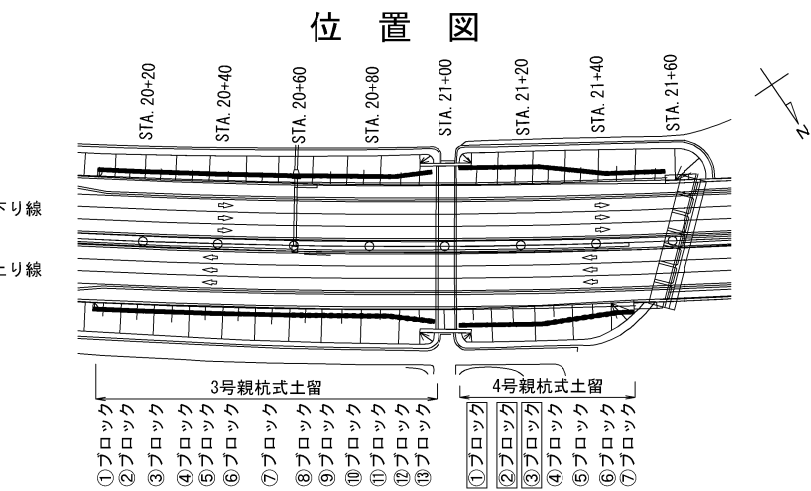 位置図
STA. 20+20
STA. 20+40
STA. 20+60
STA. 20+80
STA. 21+00
STA. 21+20
STA. 21+40
STA. 21+60
N
下り線
上り線
3号親杭式土留
4号親杭式土留
①ブロック
②ブロック
③ブロック
④ブロック
⑤ブロック
⑥ブロック
⑦ブロック
⑧ブロック
⑨ブロック
⑩ブロック
⑪ブロック
⑫ブロック
⑬ブロック
①ブロック
②ブロック
③ブロック
④ブロック
⑤ブロック
⑥ブロック
⑦ブロック